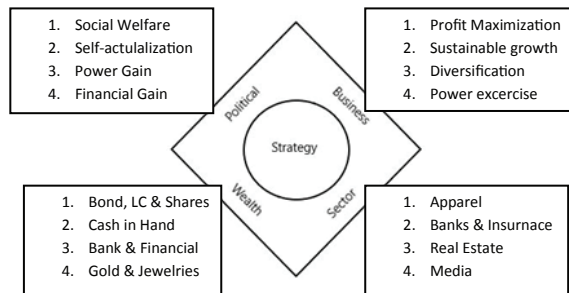 1. Social Welfare
2. Self-actulalization
3. Power Gain
4. Financial Gain
1. Profit Maximization
2. Sustainable growth
3. Diversification
4. Power excercise
Political
Business
Strategy
Wealth
Sector
1. Bond, LC & Shares
2. Cash in Hand
3. Bank & Financial
4. Gold & Jewelries
1. Apparel
2. Banks & Insurnace
3. Real Estate
4. Media